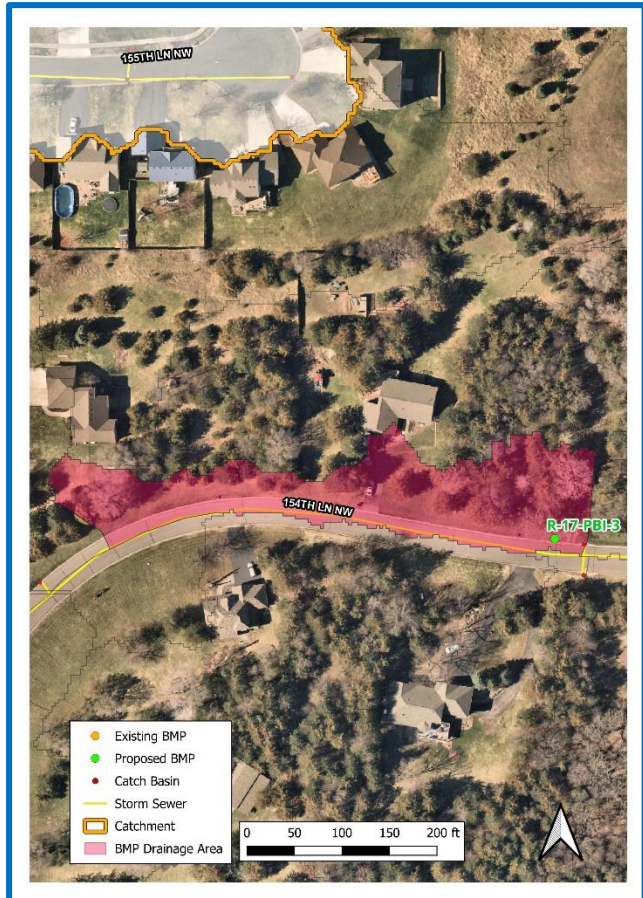 155TH LN NW
154TH LN NW
R-17-PBI-3
Existing BMP
Proposed BMP
Catch Basin
Storm Sewer
Catchment
BMP Drainage Area
0 50 100 150 200 ft